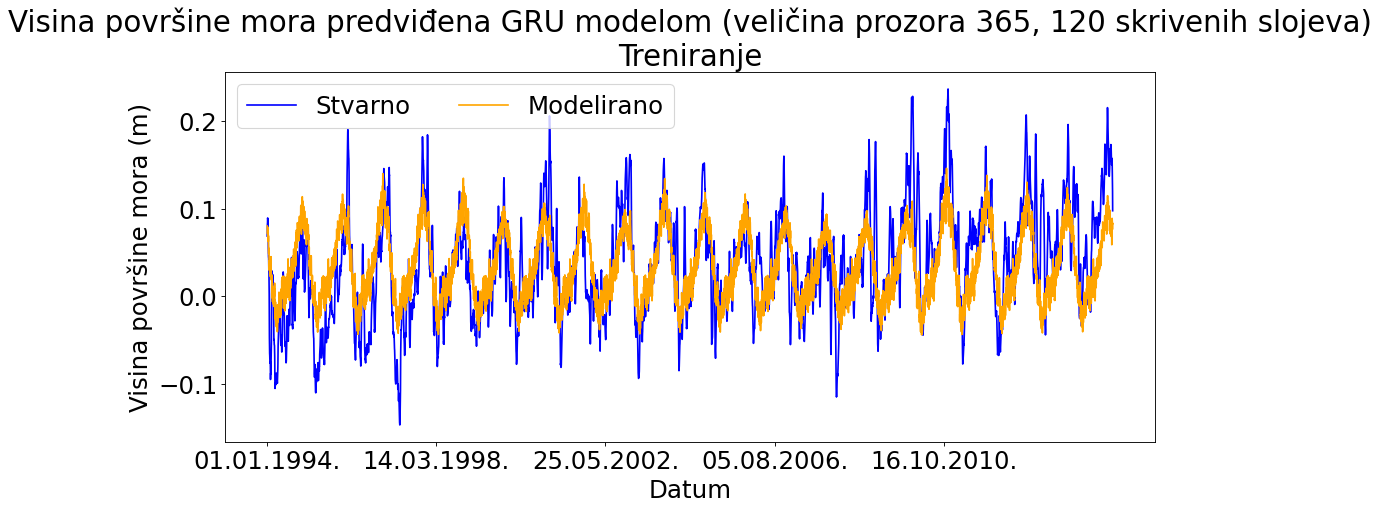 Visina površine mora predviđena GRU modelom (veličina prozora 365, 120 skrivenih slojeva)
Treniranje
Stvarno Modelirano
Visina površine mora (m)
0.2
0.1
0.0
−0.1
01.01.1994. 14.03.1998. 25.05.2002. 05.08.2006. 16.10.2010.
Datum